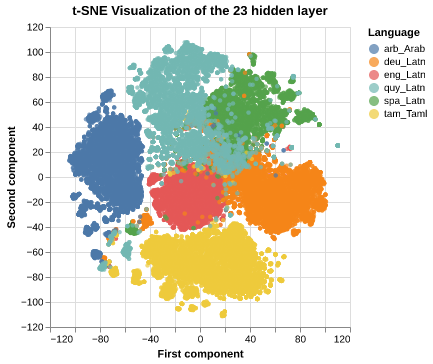 t-SNE Visualization of the 23 hidden layer
Language
arb_Arab
deu_Latn
eng_Latn
quy_Latn
spa_Latn
tam_Taml
Second component
120
100
80
60
40
20
0
−20
−40
−60
−80
−100
−120
−120 −80 −40 0 40 80 120
First component